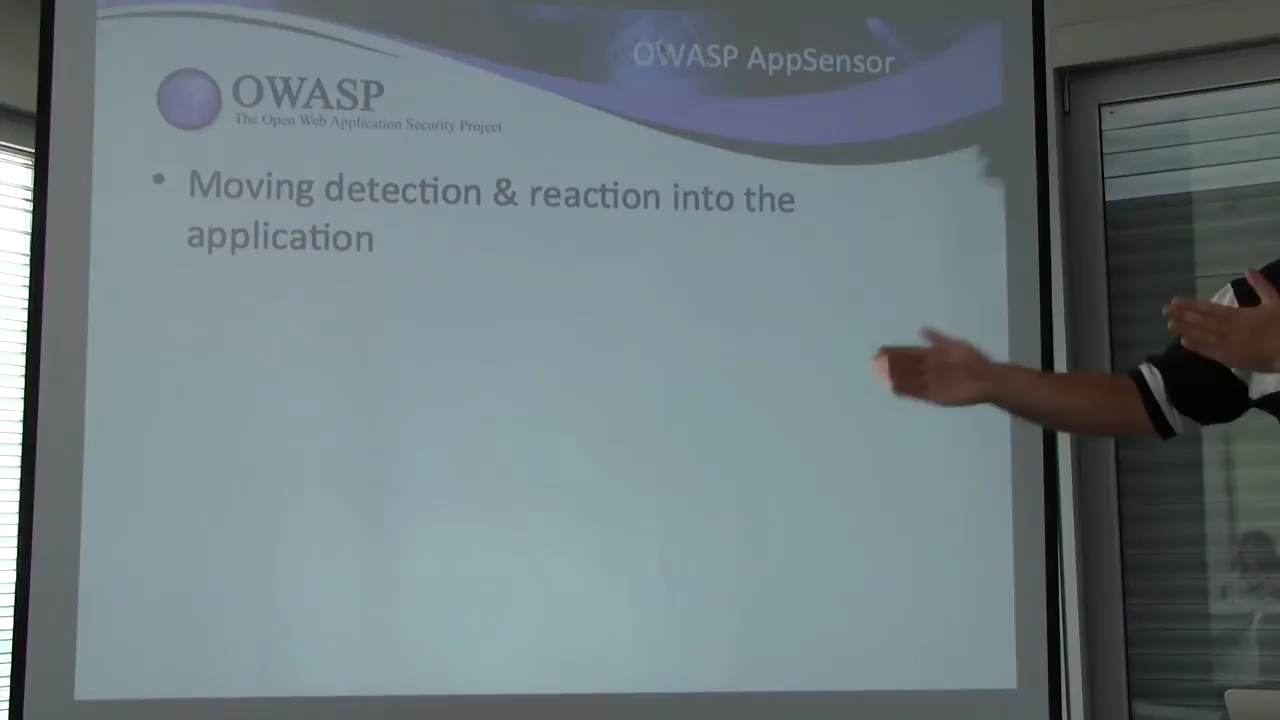 OWASP AppSensor
OWASP
The Open Web Application Security Project
• Moving detection & reaction into the
application